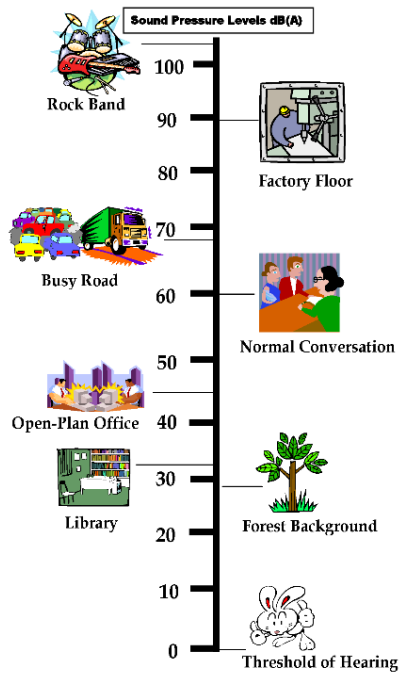 Sound Pressure Levels dB(A)
100
Rock Band
90
80
Factory Floor
70
Busy Road
60
Normal Conversation
50
Open-Plan Office
40
30
Library
Forest Background
20
10
0
Threshold of Hearing